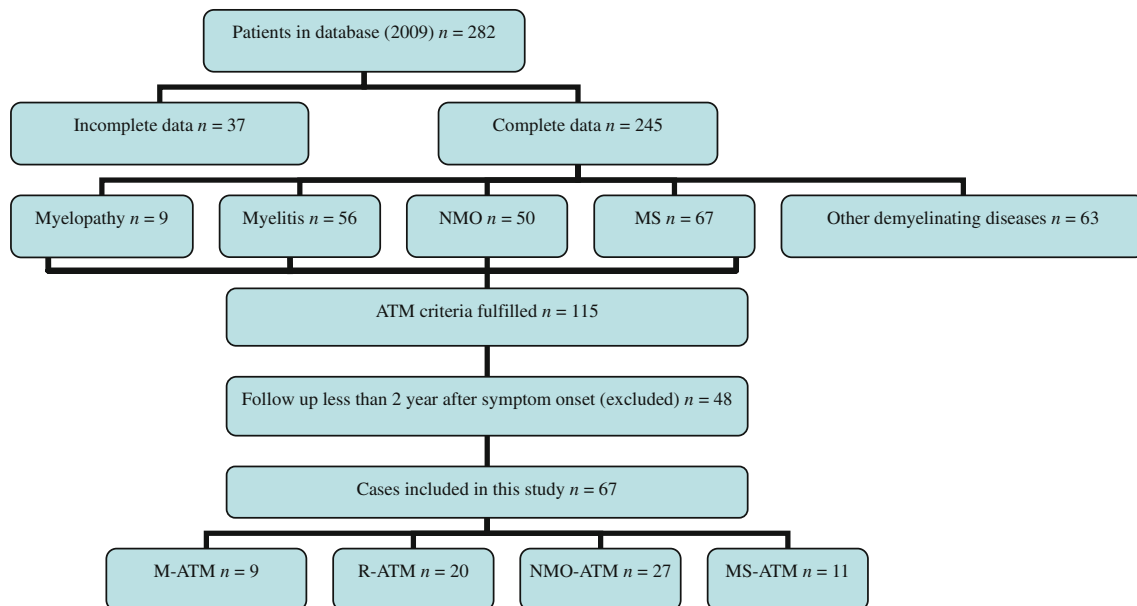 Patients in database (2009) n = 282
Incomplete data n = 37
Complete data n = 245
Myelopathy n = 9
Myelitis n = 56
NMO n = 50
MS n = 67
Other demyelinating diseases n = 63
ATM criteria fulfilled n = 115
Follow up less than 2 year after symptom onset (excluded) n = 48
Cases included in this study n = 67
M-ATM n = 9
R-ATM n = 20
NMO-ATM n = 27
MS-ATM n = 11